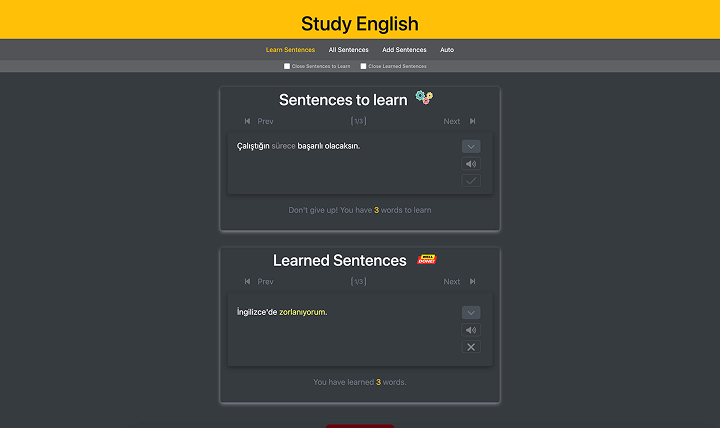 Study English
Learn Sentences All Sentences Add Sentences Auto
Close Sentences to Learn Close Learned Sentences
Sentences to learn
Prev [ 1/3 ] Next
Çalıştığın sürece başarılı olacaksın.
Don't give up! You have 3 words to learn
Learned Sentences WELL DONE!
Prev [ 1/3 ] Next
İngilizce'de zorlanıyorum.
You have learned 3 words.